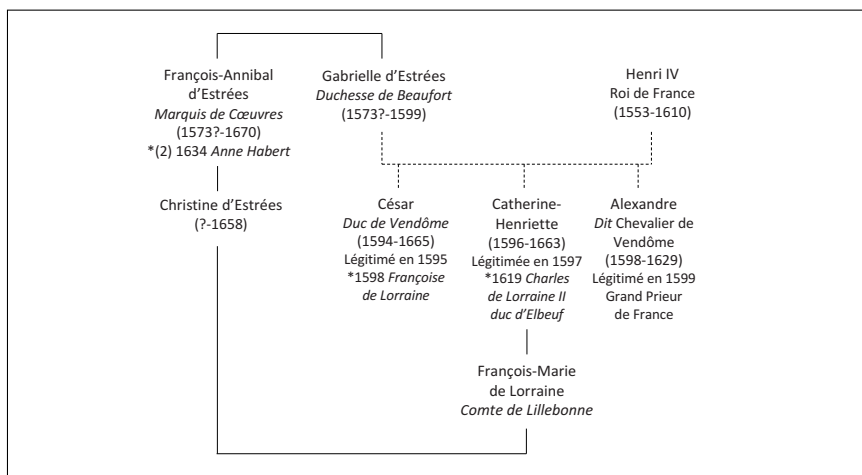 François-Annibal
d’Estrées
Marquis de Cœuvres
(1573?-1670)
*(2) 1634 Anne Habert
Gabrielle d’Estrées
Duchesse de Beaufort
(1573?-1599)
Henri IV
Roi de France
(1553-1610)
Christine d’Estrées
(?-1658)
César
Duc de Vendôme
(1594-1665)
Légitimé en 1595
*1598 Françoise
de Lorraine
Catherine-
Henriette
(1596-1663)
Légitimée en 1597
*1619 Charles
de Lorraine II
duc d’Elbeuf
Alexandre
Dit Chevalier de
Vendôme
(1598-1629)
Légitimé en 1599
Grand Prieur
de France
François-Marie
de Lorraine
Comte de Lillebonne